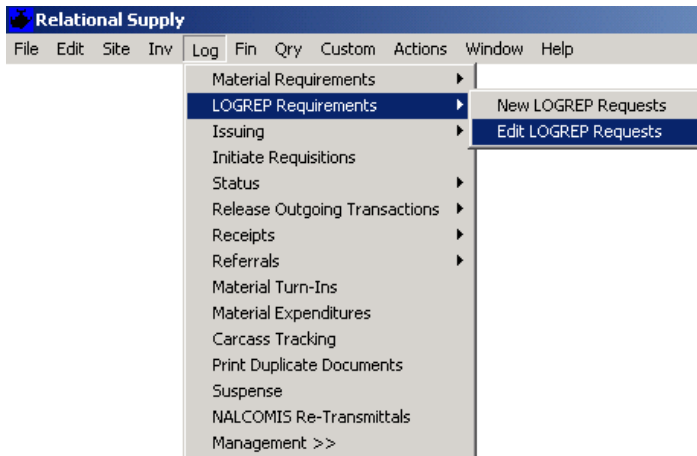 Relational Supply
File Edit Site Inv Log Fin Qry Custom Actions Window Help
Material Requirements
LOGREP Requirements
New LOGREP Requests
Issuing
Edit LOGREP Requests
Initiate Requisitions
Status
Release Outgoing Transactions
Receipts
Referrals
Material Turn-Ins
Material Expenditures
Carcass Tracking
Print Duplicate Documents
Suspense
NALCOMIS Re-Transmittals
Management >>